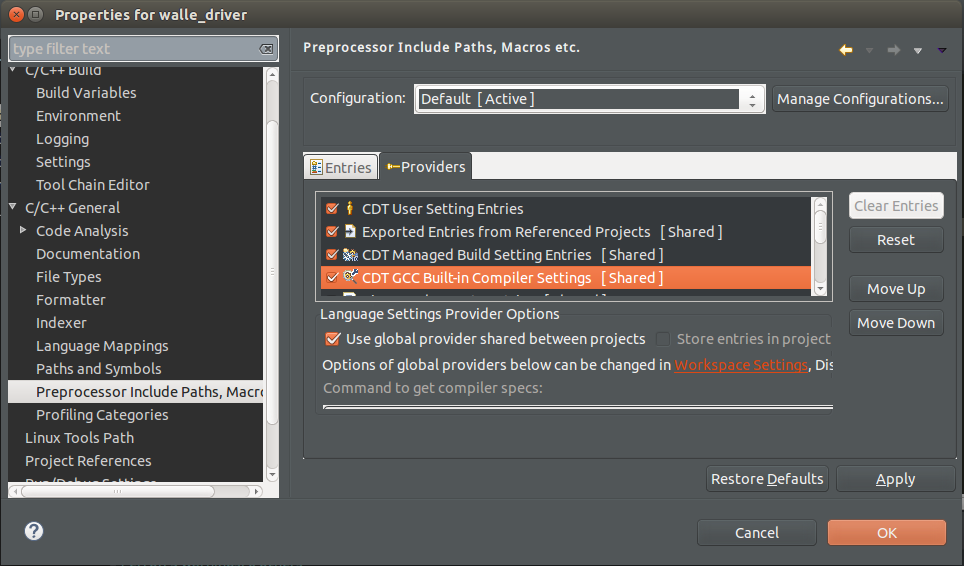 Properties for walle_driver
type filter text
C/C++ Build
Build Variables
Environment
Logging
Settings
Tool Chain Editor
C/C++ General
Code Analysis
Documentation
File Types
Formatter
Indexer
Language Mappings
Paths and Symbols
Preprocessor Include Paths, Macro
Profiling Categories
Linux Tools Path
Project References
Run/Debug Settings
Preprocessor Include Paths, Macros etc.
Configuration:
Default [ Active ]
Manage Configurations...
Entries
Providers
CDT User Setting Entries
Exported Entries from Referenced Projects [ Shared ]
CDT Managed Build Setting Entries [ Shared ]
CDT GCC Built-in Compiler Settings [ Shared ]
Clear Entries
Reset
Move Up
Move Down
Language Settings Provider Options
Use global provider shared between projects
Store entries in project
Options of global providers below can be changed in Workspace Settings, Dis
Command to get compiler specs:
Restore Defaults
Apply
?
Cancel
OK